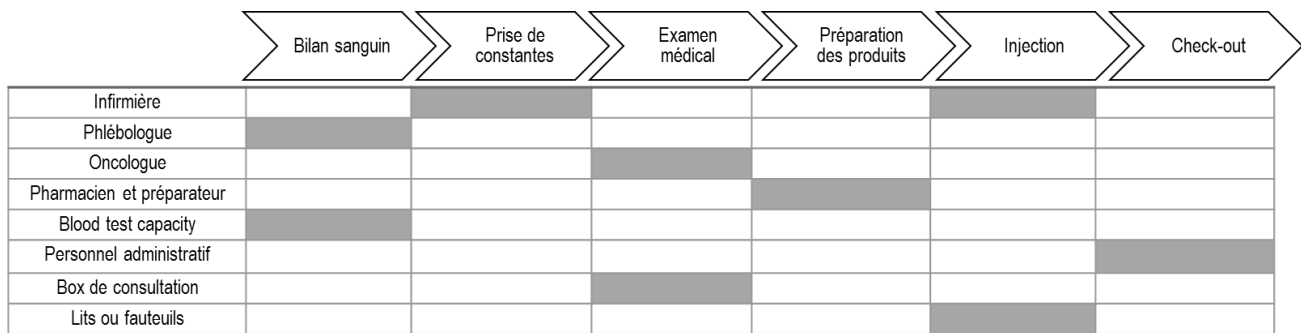 Bilan sanguin
Prise de
constantes
Examen
médical
Préparation
des produits
Injection
Check-out
Infirmière
Phlébologue
Oncologue
Pharmacien et préparateur
Blood test capacity
Personnel administratif
Box de consultation
Lits ou fauteuils